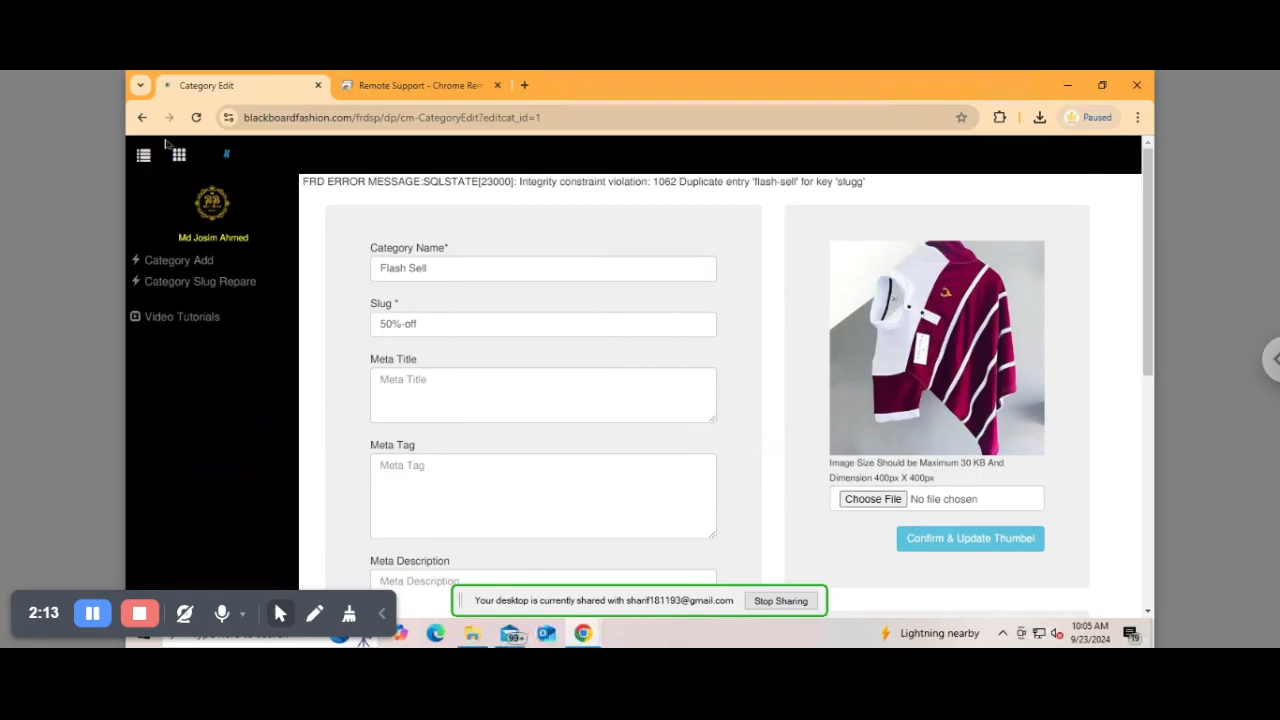 Category Edit
Remote Support - Chrome Rem
blackboardfashion.com/frdsp/dp/cm-CategoryEdit?editcat_id=1
Paused
FRD ERROR MESSAGE:SQLSTATE[23000]: Integrity constraint violation: 1062 Duplicate entry 'flash-sell' for key 'slugg'
Md Josim Ahmed
Category Add
Category Slug Repare
Video Tutorials
Category Name*
Flash Sell
Slug *
50%-off
Meta Title
Meta Title
Meta Tag
Meta Tag
Meta Description
Meta Description
Image Size Should be Maximum 30 KB And
Dimension 400px X 400px
Choose File No file chosen
Confirm & Update Thumbel
Your desktop is currently shared with sharif181193@gmail.com
Stop Sharing
2:13
99+
Lightning nearby
10:05 AM
9/23/2024
19